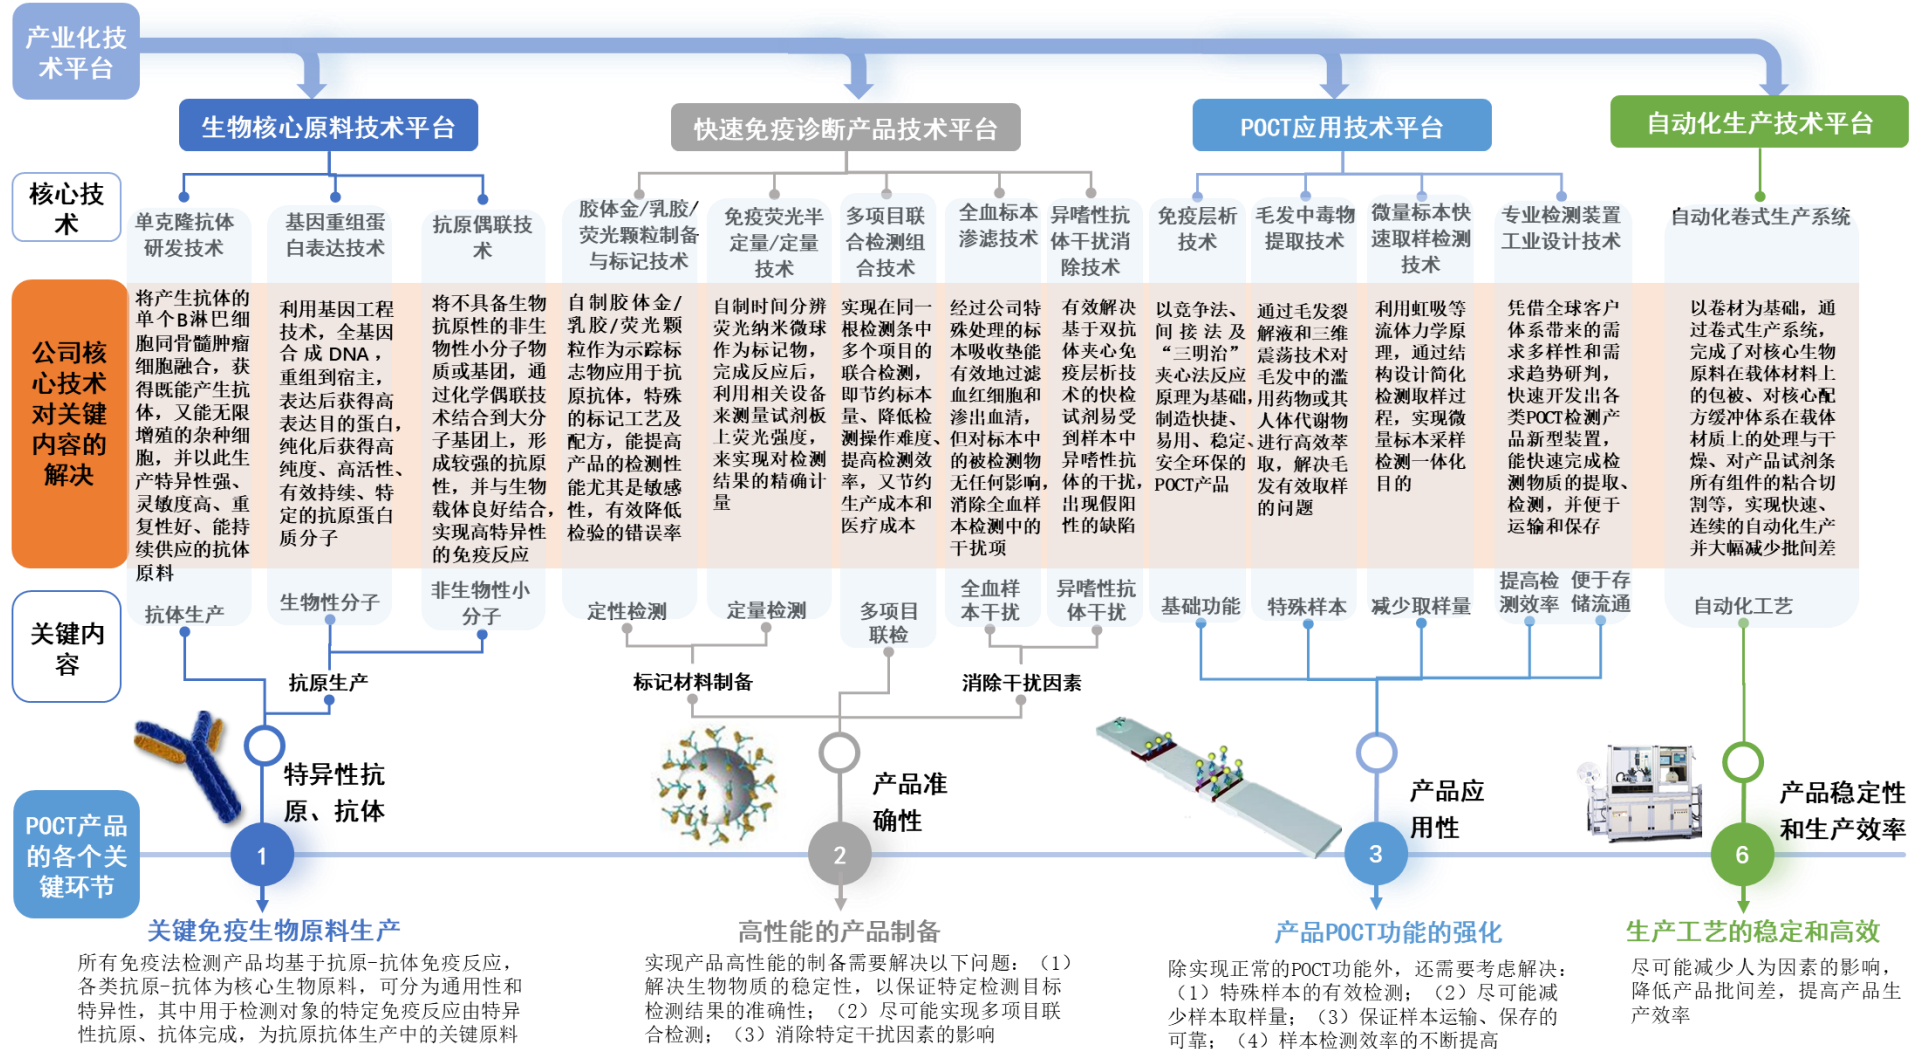 产业化技
术平台
生物核心原料技术平台
快速免疫诊断产品技术平台
POCT应用技术平台
自动化生产技术平台
核心技
术
单克隆抗体
研发技术
基因重组蛋
白表达技术
抗原偶联技
术
胶体金/乳胶/
荧光颗粒制备
与标记技术
免疫荧光半
定量/定量
技术
多项目联
合检测组
合技术
全血标本
渗滤技术
异嗜性抗
体干扰消
除技术
免疫层析
技术
毛发中毒物
提取技术
微量标本快
速取样检测
技术
专业检测装置
工业设计技术
自动化卷式生产系统
公司核
心技术
对关键
内容的
解决
将产生抗体的
单个B淋巴细
胞同骨髓肿瘤
细胞融合，获
得既能产生抗
体，又能无限
增殖的杂种细
胞，并以此生
产特异性强、
灵敏度高、重
复性好、能持
续供应的抗体
原料
利用基因工程
技术，全基因
合成DNA，
重组到宿主，
表达后获得高
表达目的蛋白，
纯化后获得高
纯度、高活性、
有效持续、特
定的抗原蛋白
质分子
将不具备生物
抗原性的非生
物性小分子物
质或基团，通
过化学偶联技
术结合到大分
子基团上，形
成较强的抗原
性，并与生物
载体良好结合，
实现高特异性
的免疫反应
自制胶体金/
乳胶/荧光颗
粒作为示踪标
志物应用于抗
原抗体，特殊
的标记工艺及
配方，能提高
产品的检测性
能尤其是敏感
性，有效降低
检验的错误率
自制时间分辨
荧光纳米微球
作为标记物，
完成反应后，
利用相关设备
来测量试剂板
上荧光强度，
来实现对检测
结果的精确计
量
实现在同一
根检测条中
多个项目的
联合检测，
即节约标本
量、降低检
测操作难度、
提高检测效
率，又节约
生产成本和
医疗成本
经过公司特
殊处理的标
本吸收垫能
有效地过滤
血红细胞和
渗出血清，
但对标本中
的被检测物
无任何影响，
消除全血样
本检测中的
干扰项
有效解决
基于双抗
体夹心免
疫层析技
术的快检
试剂易受
到样本中
异嗜性抗
体的干扰，
出现假阳
性的缺陷
以竞争法、
间接法及
“三明治”
夹心法反应
原理为基础，
制造快捷、
易用、稳定、
安全环保的
POCT产品
通过毛发裂
解液和三维
震荡技术对
毛发中的滥
用药物或其
人体代谢物
进行高效萃
取，解决毛
发有效取样
的问题
利用虹吸等
流体力学原
理，通过结
构设计简化
检测取样过
程，实现微
量标本采样
检测一体化
目的
凭借全球客户
体系带来的需
求多样性和需
求趋势研判，
快速开发出各
类POCT检测产
品新型装置，
能快速完成检
测物质的提取、
检测，并便于
运输和保存
以卷材为基础，通
过卷式生产系统，
完成了对核心生物
原料在载体材料上
的包被、对核心配
方缓冲体系在载体
材质上的处理与干
燥、对产品试剂条
所有组件的粘合切
割等，实现快速、
连续的自动化生产
并大幅减少批间差
关键内
容
抗体生产
生物性分子
非生物性小
分子
定性检测
定量检测
多项目
联检
全血样
本干扰
异嗜性抗
体干扰
基础功能
特殊样本
减少取样量
提高检
测效率
便于存
储流通
自动化工艺
抗原生产
标记材料制备
消除干扰因素
特异性抗
原、抗体
产品准
确性
产品应
用性
产品稳定性
和生产效率
POCT产品
的各个关
键环节
1
2
3
6
关键免疫生物原料生产
高性能的产品制备
产品POCT功能的强化
生产工艺的稳定和高效
所有免疫法检测产品均基于抗原-抗体免疫反应，
各类抗原-抗体为核心生物原料，可分为通用性和
特异性，其中用于检测对象的特定免疫反应由特异
性抗原、抗体完成，为抗原抗体生产中的关键原料
实现产品高性能的制备需要解决以下问题：（1）
解决生物物质的稳定性，以保证特定检测目标
检测结果的准确性；（2）尽可能实现多项目联
合检测；（3）消除特定干扰因素的影响
除实现正常的POCT功能外，还需要考虑解决：
（1）特殊样本的有效检测；（2）尽可能减
少样本取样量；（3）保证样本运输、保存的
可靠；（4）样本检测效率的不断提高
尽可能减少人为因素的影响，
降低产品批间差，提高产品生
产效率